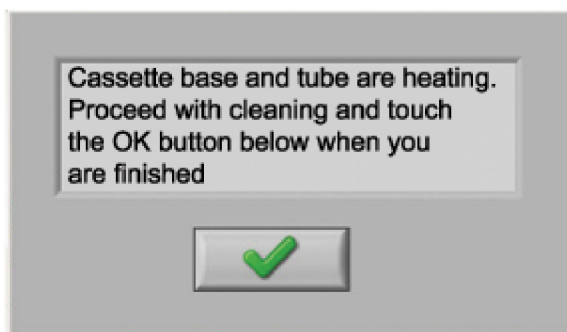 Cassette base and tube are heating.
Proceed with cleaning and touch
the OK button below when you
are finished